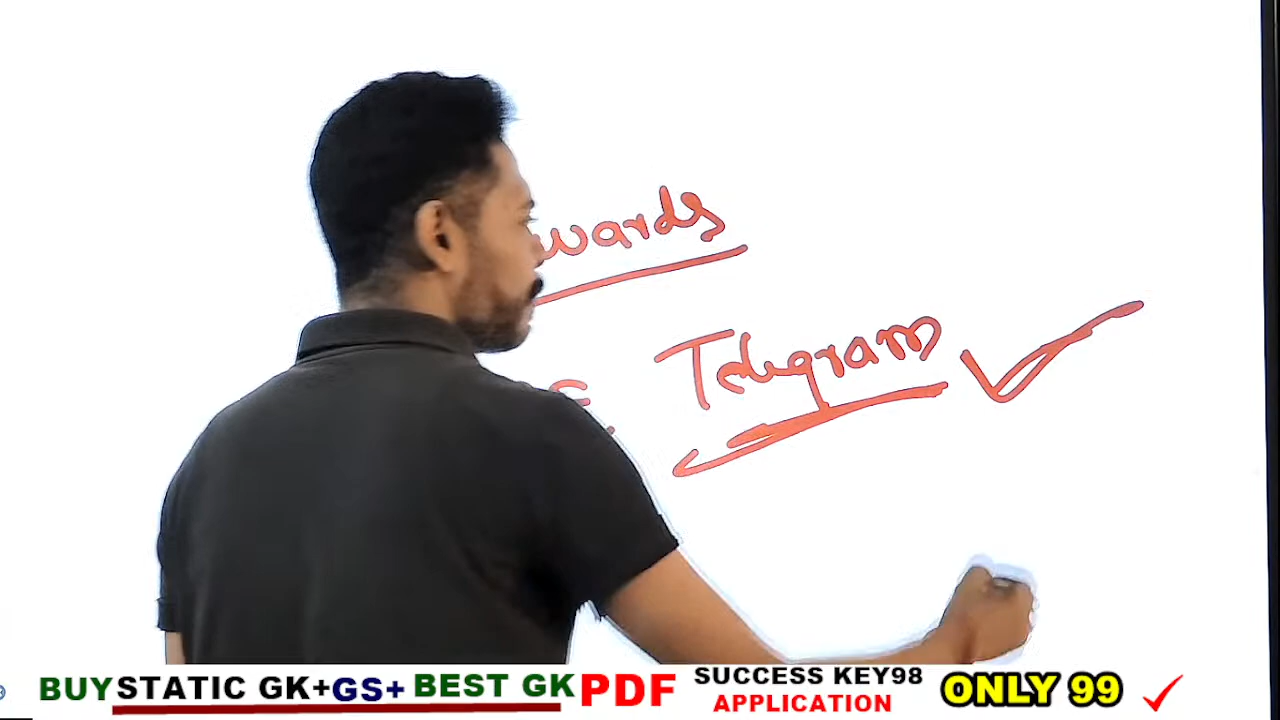 wards
Telegram
BUY STATIC GK+GS+ BEST GK PDF SUCCESS KEY98 APPLICATION ONLY 99